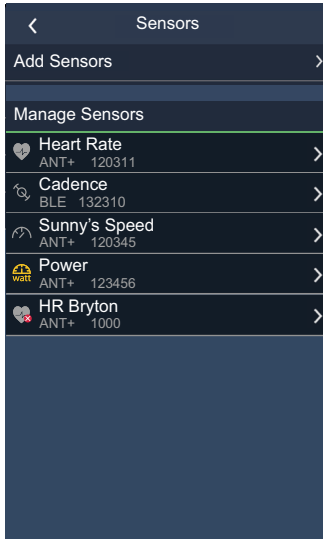 Sensors
Add Sensors
Manage Sensors
Heart Rate
ANT+ 120311
Cadence
BLE 132310
Sunny's Speed
ANT+ 120345
Power
watt
ANT+ 123456
HR Bryton
ANT+ 1000